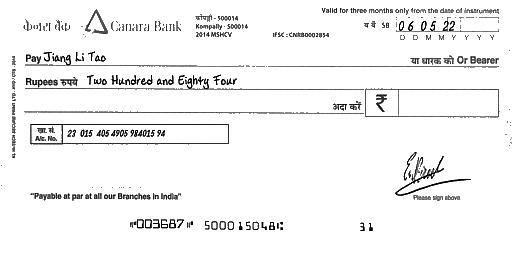 केनरा बैंक Canara Bank
कोंपल्ली - 500014
Kompally - 500014
2014 MSHCV
IFSC : CNRB0002854
Valid for three months only from the date of instrument
SB 06 05 22
D D M M Y Y Y Y
Pay Jiang Li Tao
या धारक को Or Bearer
Rupees रुपये Two Hundred and Eighty Four
अदा करें ₹
खा. सं.
A/c. No. 23 015 405 4905 984015 94
"Payable at par at all our Branches in India"
Please sign above
⑈003687⑈ 500015048⑆ 31